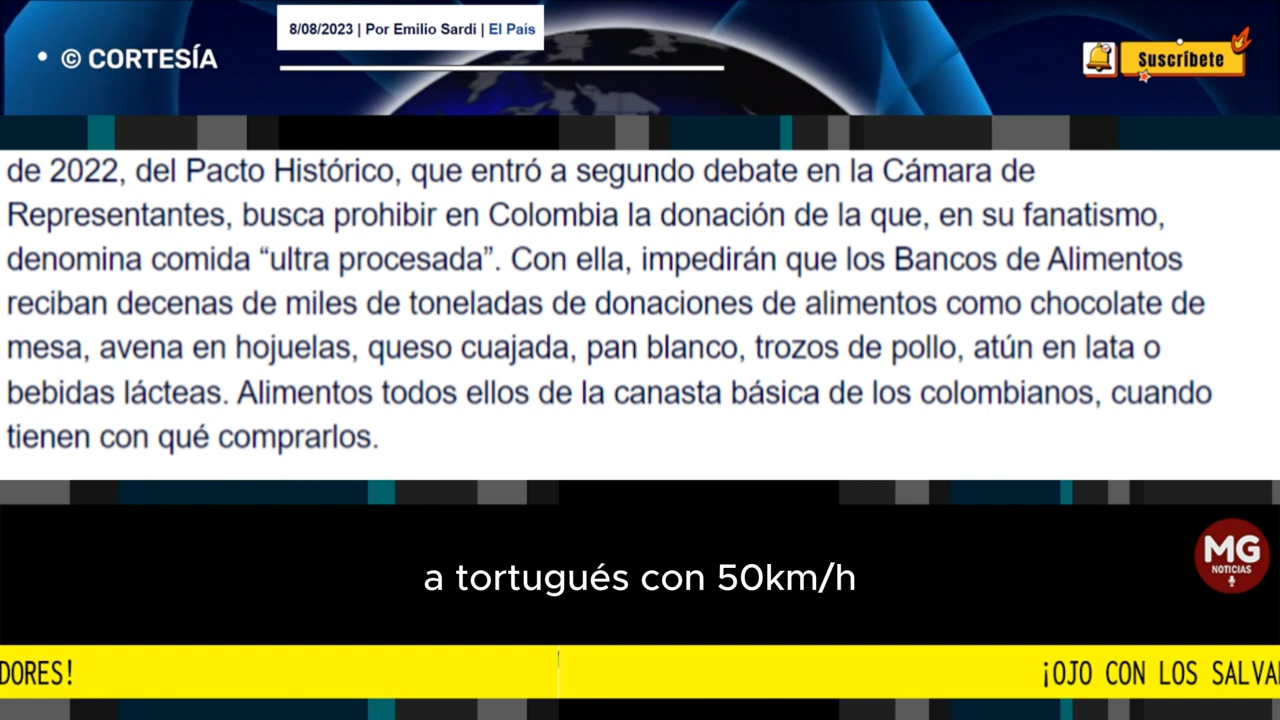 8/08/2023 | Por Emilio Sardi | El País
• © CORTESÍA
Suscríbete
de 2022, del Pacto Histórico, que entró a segundo debate en la Cámara de
Representantes, busca prohibir en Colombia la donación de la que, en su fanatismo,
denomina comida “ultra procesada”. Con ella, impedirán que los Bancos de Alimentos
reciban decenas de miles de toneladas de donaciones de alimentos como chocolate de
mesa, avena en hojuelas, queso cuajada, pan blanco, trozos de pollo, atún en lata o
bebidas lácteas. Alimentos todos ellos de la canasta básica de los colombianos, cuando
tienen con qué comprarlos.
MG
NOTICIAS
a tortugués con 50km/h
DORES!
¡OJO CON LOS SALVA